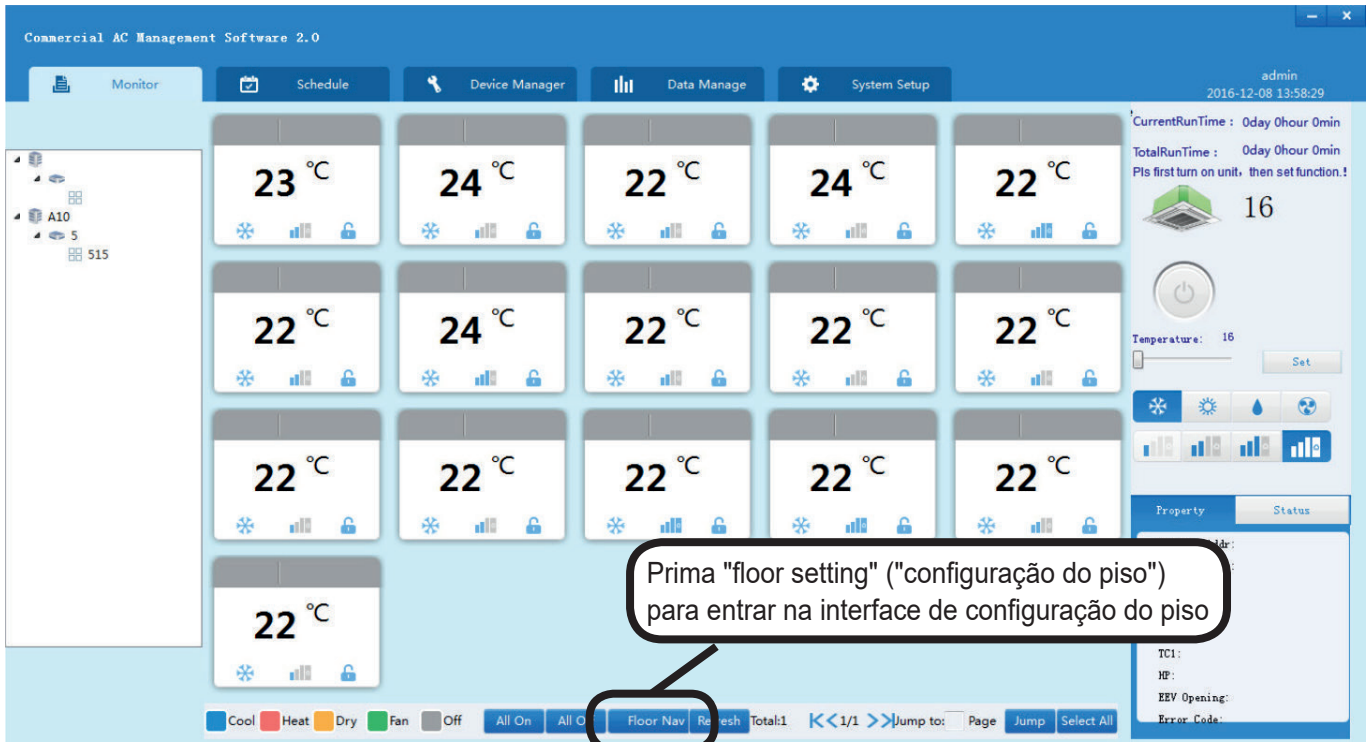 Commercial AC Management Software 2.0
Monitor
Schedule
Device Manager
Data Manage
System Setup
admin
2016-12-08 13:58:29
A10
5
515
23 °C
24 °C
22 °C
24 °C
22 °C
22 °C
24 °C
22 °C
22 °C
22 °C
22 °C
22 °C
22 °C
22 °C
22 °C
22 °C
CurrentRunTime : 0day 0hour 0min
TotalRunTime : 0day 0hour 0min
Pls first turn on unit, then set function.!
16
Temperature: 16
Set
Property
Status
Prima "floor setting" ("configuração do piso")
para entrar na interface de configuração do piso
TC1:
HP:
EEV Opening:
Error Code:
Cool Heat Dry Fan Off All On All Floor Nav Refresh Total:1 1/1 Jump to: Page Jump Select All